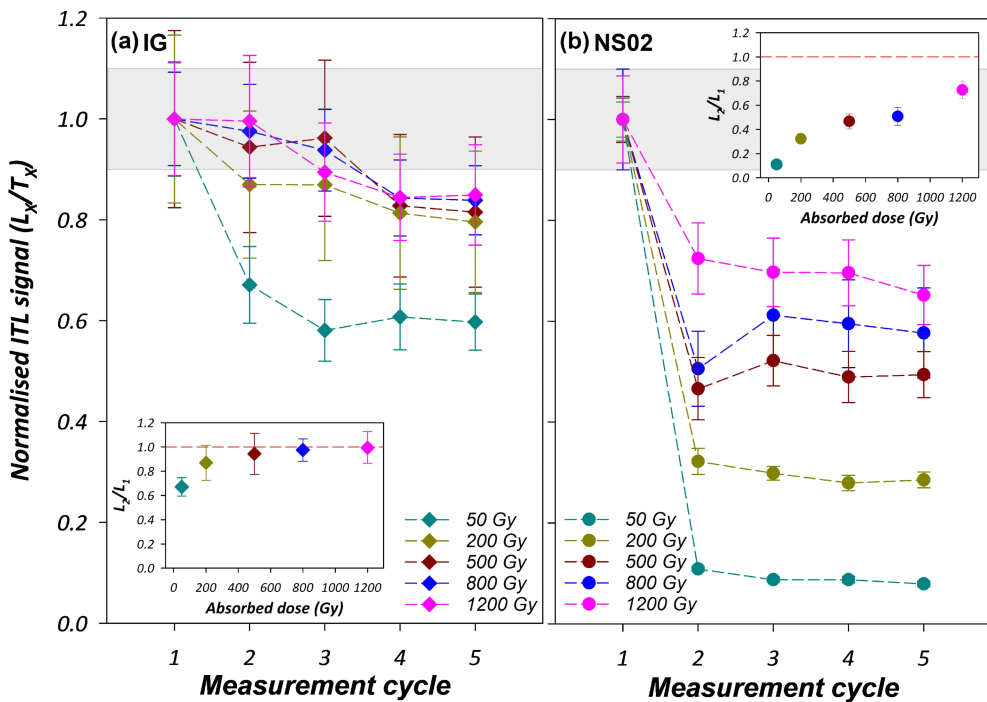 Normalised ITL signal (Lx/Tx)
1.2
1.0
0.8
0.6
0.4
0.2
0.0
(a) IG
L2/L1
1.2
1.0
0.8
0.6
0.4
0.2
0.0
0 200 400 600 800 1000 1200
Absorbed dose (Gy)
50 Gy
200 Gy
500 Gy
800 Gy
1200 Gy
1 2 3 4 5
Measurement cycle
(b) NS02
L2/L1
1.2
1.0
0.8
0.6
0.4
0.2
0.0
0 200 400 600 800 1000 1200
Absorbed dose (Gy)
50 Gy
200 Gy
500 Gy
800 Gy
1200 Gy
1 2 3 4 5
Measurement cycle